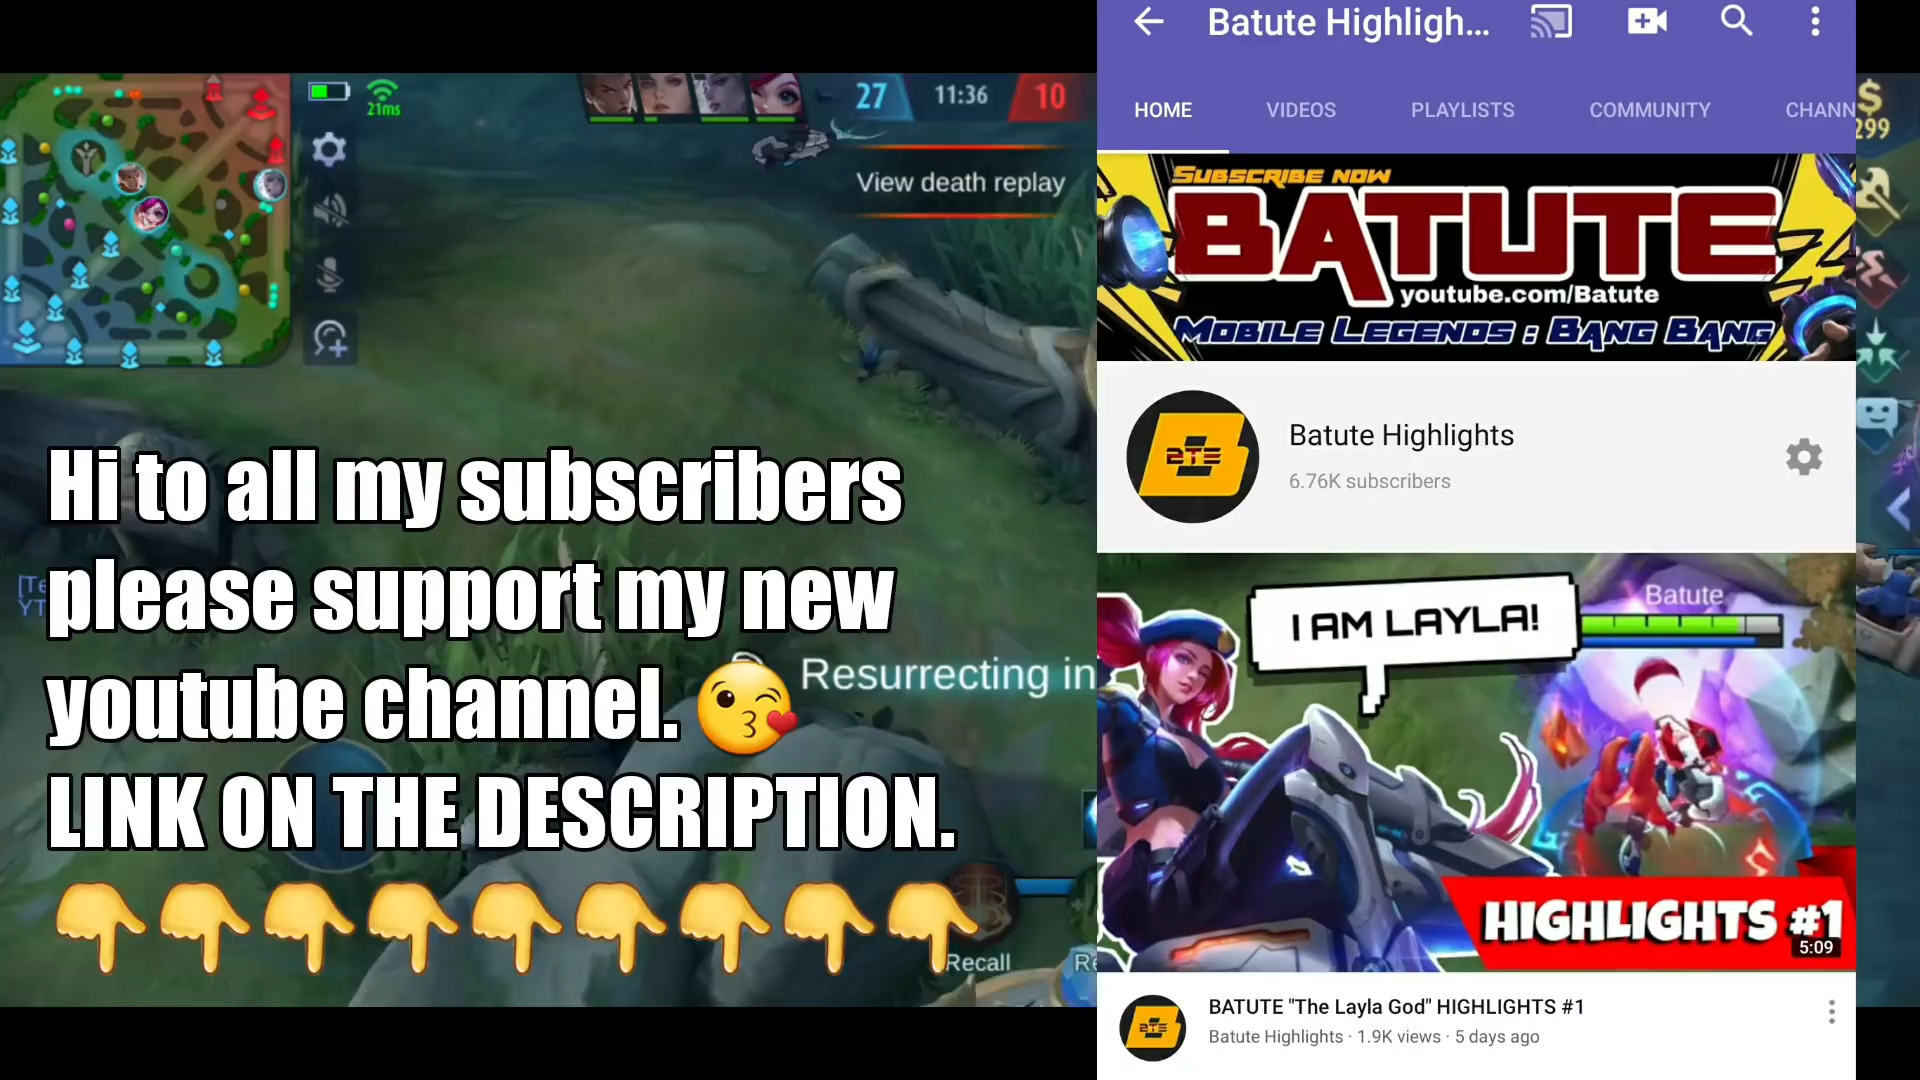 21ms
27 11:36 10
View death replay
Hi to all my subscribers
please support my new
youtube channel. 😘
LINK ON THE DESCRIPTION.
👇👇👇👇👇👇👇👇👇
Resurrecting in
Recall
Batute Highligh...
HOME VIDEOS PLAYLISTS COMMUNITY CHANN
SUBSCRIBE NOW
BATUTE
youtube.com/Batute
MOBILE LEGENDS : BANG BANG
Batute Highlights
6.76K subscribers
I AM LAYLA!
Batute
HIGHLIGHTS #1
5:09
BATUTE "The Layla God" HIGHLIGHTS #1
Batute Highlights · 1.9K views · 5 days ago
$
299